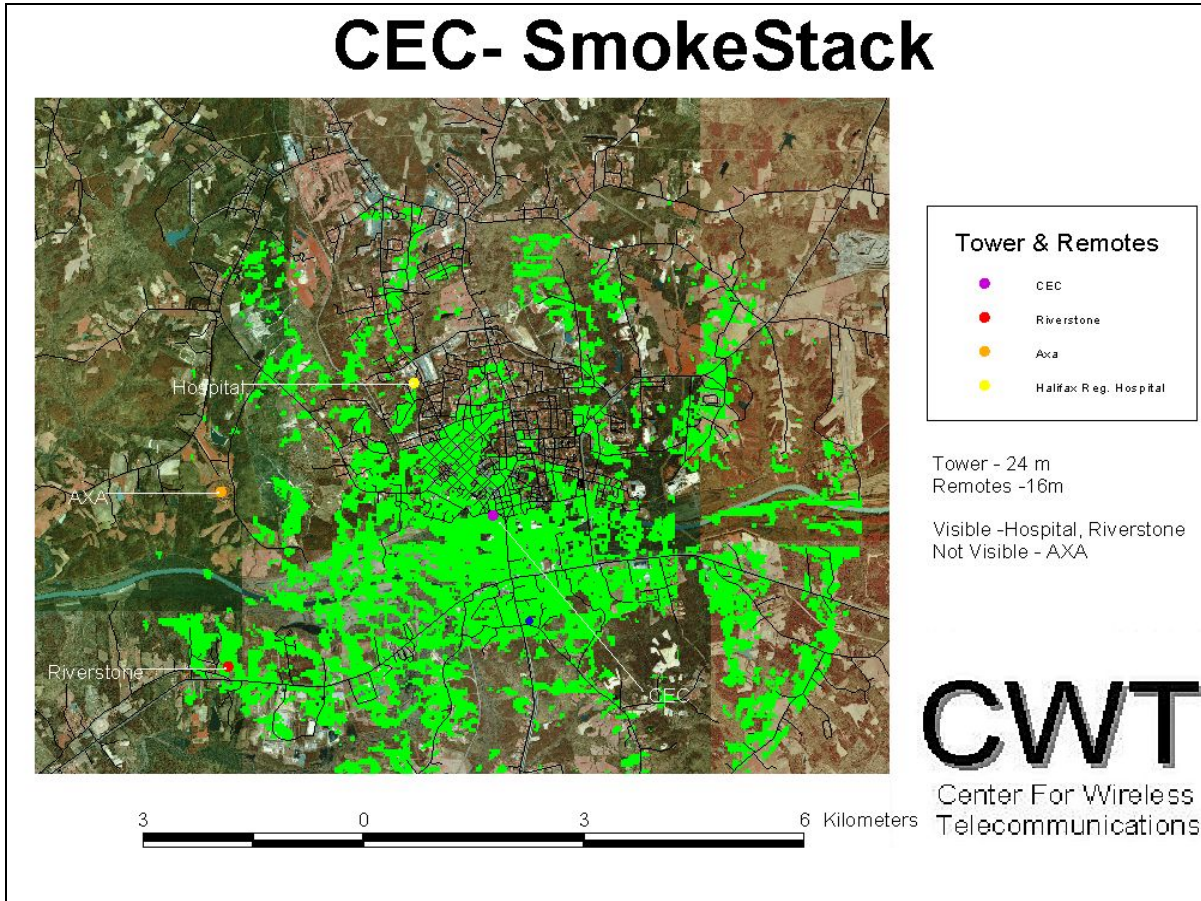 CEC- SmokeStack
Hospital
AXA
Riverstone
CEC
Tower & Remotes
CEC
Riverstone
Axa
Halifax Reg. Hospital
Tower - 24 m
Remotes -16m
Visible -Hospital, Riverstone
Not Visible - AXA
CWT
Center For Wireless
Telecommunications
3 0 3 6 Kilometers